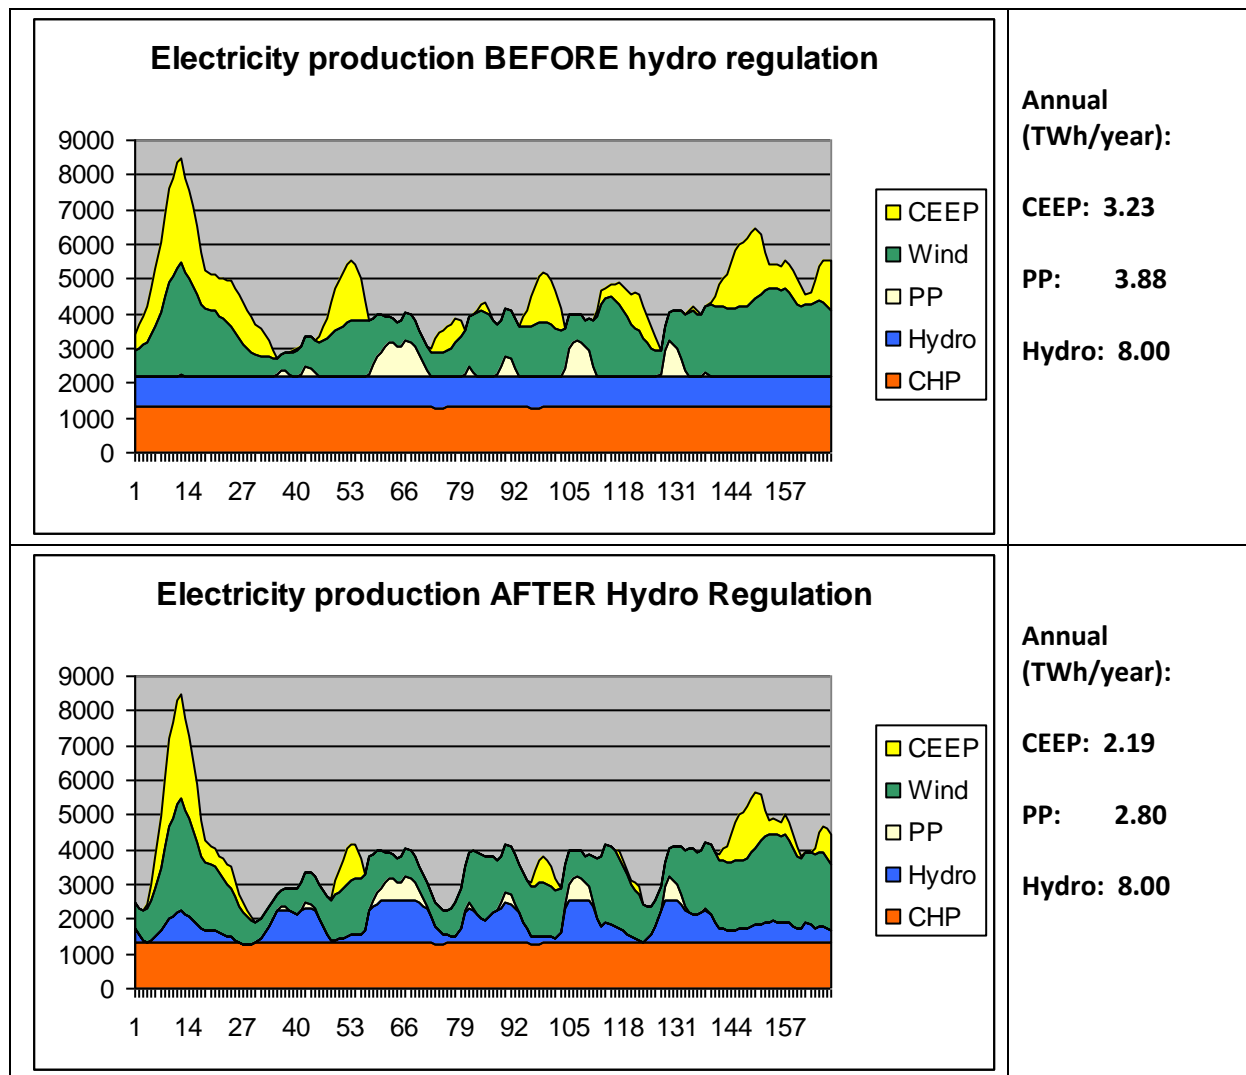 Electricity production BEFORE hydro regulation
9000
8000
7000
6000
5000
4000
3000
2000
1000
0
1 14 27 40 53 66 79 92 105 118 131 144 157
CEEP
Wind
PP
Hydro
CHP
Annual
(TWh/year):
CEEP: 3.23
PP: 3.88
Hydro: 8.00
Electricity production AFTER Hydro Regulation
9000
8000
7000
6000
5000
4000
3000
2000
1000
0
1 14 27 40 53 66 79 92 105 118 131 144 157
CEEP
Wind
PP
Hydro
CHP
Annual
(TWh/year):
CEEP: 2.19
PP: 2.80
Hydro: 8.00